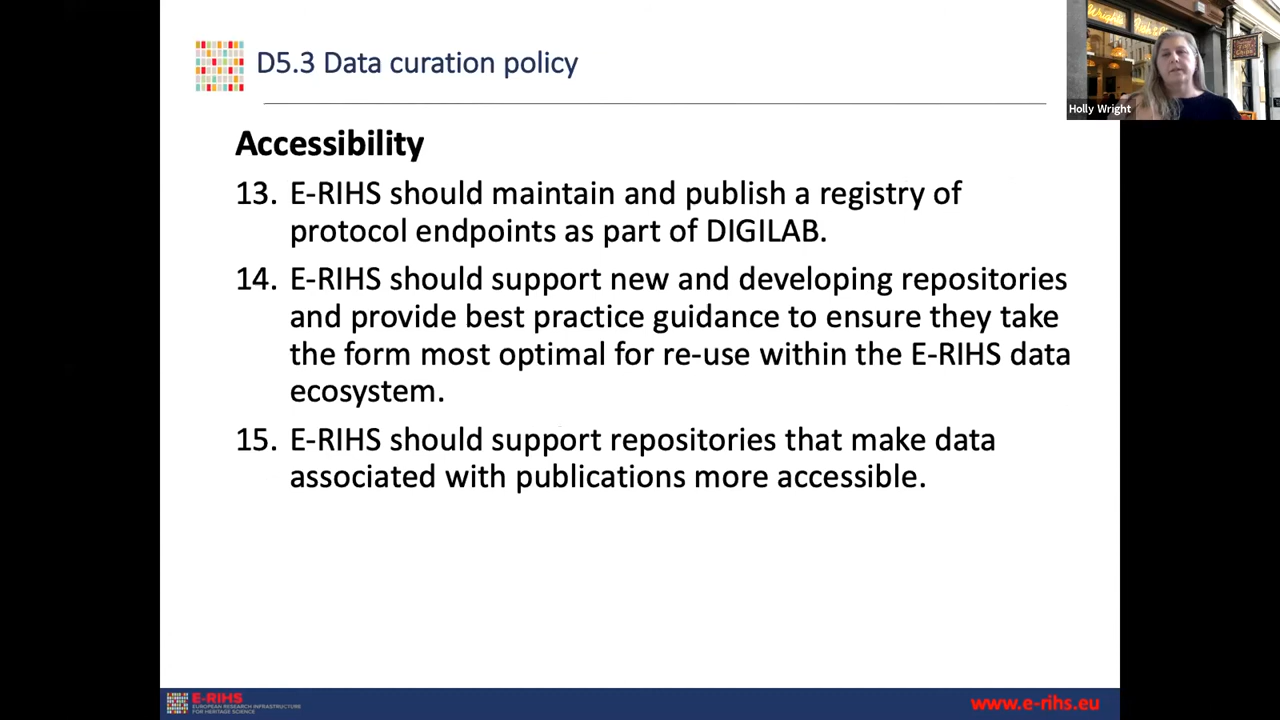 D5.3 Data curation policy
Wright's
Fish &
Holly Wright
Accessibility
13. E-RIHS should maintain and publish a registry of
protocol endpoints as part of DIGILAB.
14. E-RIHS should support new and developing repositories
and provide best practice guidance to ensure they take
the form most optimal for re-use within the E-RIHS data
ecosystem.
15. E-RIHS should support repositories that make data
associated with publications more accessible.
E-RIHS
EUROPEAN RESEARCH INFRASTRUCTURE
FOR HERITAGE SCIENCE
www.e-rihs.eu